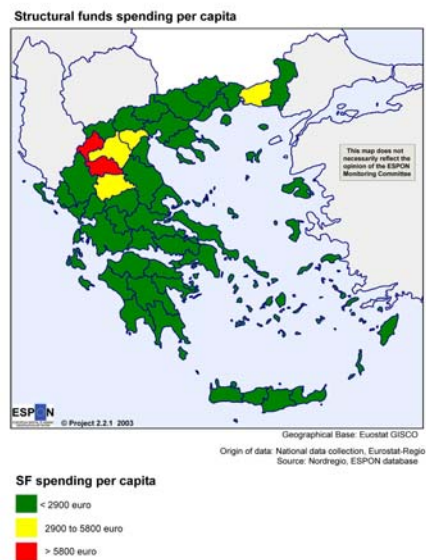 Structural funds spending per capita
This map does not
necessarily reflect the
opinion of the ESPON
Monitoring Committee
ESPON
© Project 2.2.1 2003
Geographical Base: Euostat GISCO
Origin of data: National data collection, Eurostat-Regio
Source: Nordregio, ESPON database
SF spending per capita
< 2900 euro
2900 to 5800 euro
> 5800 euro